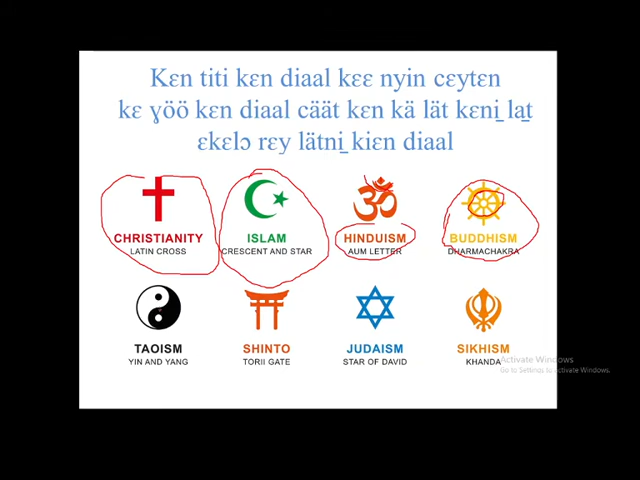 Kɛn titi kɛn diaal kɛɛ nyin cɛytɛn
kɛ ɣöö kɛn diaal cäät kɛn kä lät kɛni̱ la̱t
ɛkɛlɔ rɛy lätni̱ kiɛn diaal
CHRISTIANITY
LATIN CROSS
ISLAM
CRESCENT AND STAR
HINDUISM
AUM LETTER
BUDDHISM
DHARMACHAKRA
TAOISM
YIN AND YANG
SHINTO
TORII GATE
JUDAISM
STAR OF DAVID
SIKHISM
KHANDA
Activate Windows
Go to Settings to activate Windows.